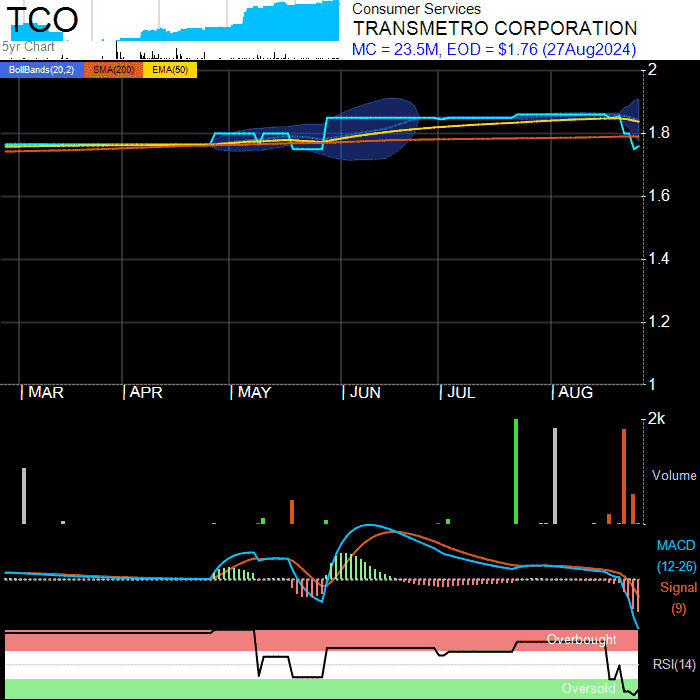 TCO
5yr Chart
Consumer Services
TRANSMETRO CORPORATION
MC = 23.5M, EOD = $1.76 (27Aug2024)
BollBands(20,2) SMA(200) EMA(50)
2
1.8
1.6
1.4
1.2
1
MAR APR MAY JUN JUL AUG
2k
Volume
MACD
(12-26)
Signal
(9)
Overbought
RSI(14)
Oversold